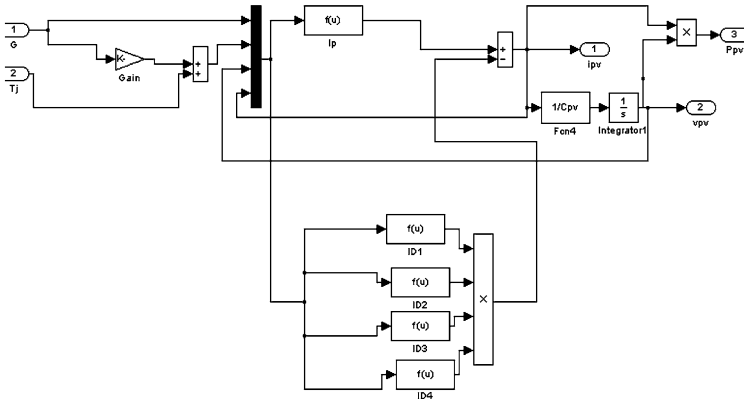 1
G
2
Tj
K-
Gain
+
+
f(u)
Ip
+
−
1
ipv
×
3
Ppv
1/Cpv
Fcn4
1
s
Integrator1
2
vpv
f(u)
ID1
f(u)
ID2
f(u)
ID3
f(u)
ID4
×